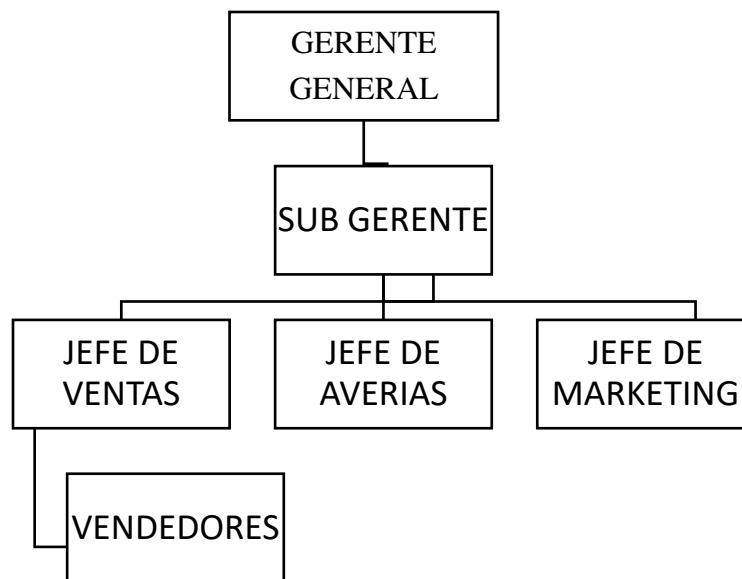 GERENTE
GENERAL
SUB GERENTE
JEFE DE
VENTAS
JEFE DE
AVERIAS
JEFE DE
MARKETING
VENDEDORES